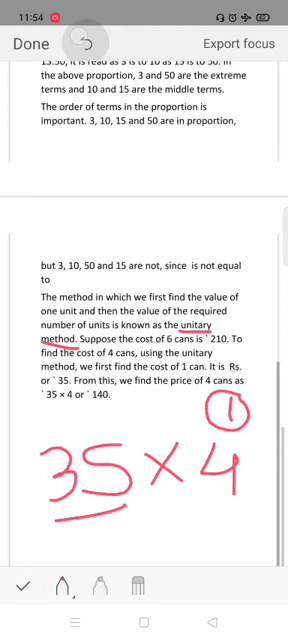 11:54
Done
Export focus
the above proportion, 3 and 50 are the extreme
terms and 10 and 15 are the middle terms.
The order of terms in the proportion is
important. 3, 10, 15 and 50 are in proportion,
but 3, 10, 50 and 15 are not, since  is not equal
to
The method in which we first find the value of
one unit and then the value of the required
number of units is known as the unitary
method. Suppose the cost of 6 cans is ` 210. To
find the cost of 4 cans, using the unitary
method, we first find the cost of 1 can. It is  Rs.
or ` 35. From this, we find the price of 4 cans as
` 35 × 4 or ` 140.
1
35 × 4